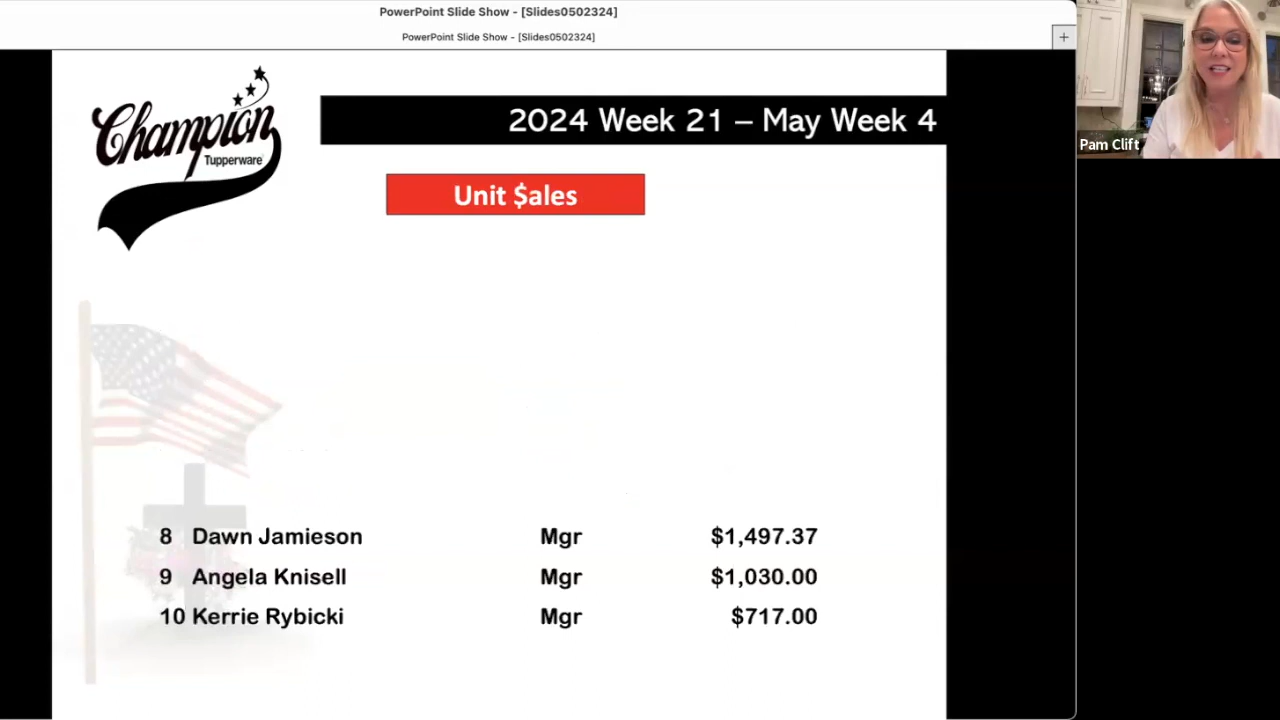 PowerPoint Slide Show - [Slides0502324]
PowerPoint Slide Show - [Slides0502324]
+
Champion
Tupperware
2024 Week 21 – May Week 4
Pam Clift
Unit $ales
8 Dawn Jamieson Mgr $1,497.37
9 Angela Knisell Mgr $1,030.00
10 Kerrie Rybicki Mgr $717.00